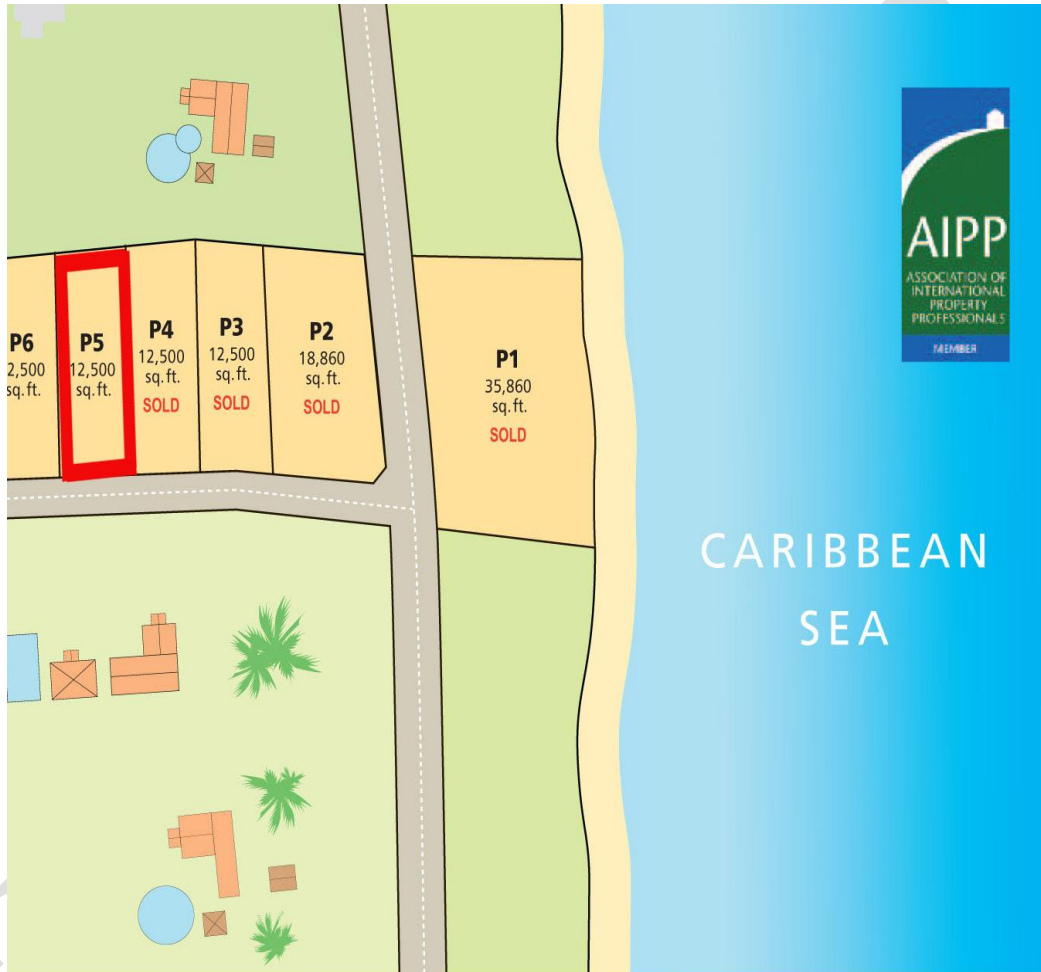 P6
2,500
sq.ft.
P5
12,500
sq.ft.
P4
12,500
sq.ft.
SOLD
P3
12,500
sq.ft.
SOLD
P2
18,860
sq.ft.
SOLD
P1
35,860
sq.ft.
SOLD
AIPP
ASSOCIATION OF
INTERNATIONAL
PROPERTY
PROFESSIONALS
MEMBER
CARIBBEAN
SEA